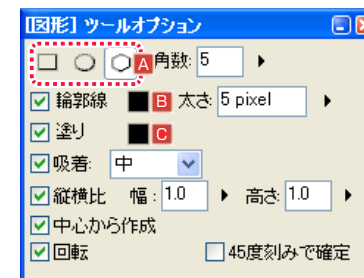 [図形] ツールオプション
A 角数: 5
輪郭線 B 太さ: 5 pixel
塗り C
吸着: 中
縦横比 幅: 1.0 高さ: 1.0
中心から作成
回転 45度刻みで確定